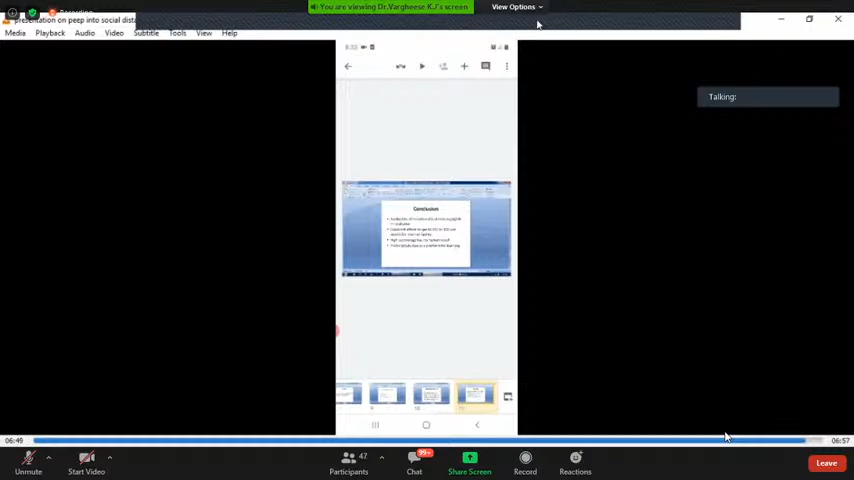 You are viewing Dr.Vargheese K.J's screen
View Options
Recording
presentation on peep into social dista
Media Playback Audio Video Subtitle Tools View Help
Talking:
Conclusion
06:49
06:57
Unmute
Start Video
47
Participants
99+
Chat
Share Screen
Record
Reactions
Leave